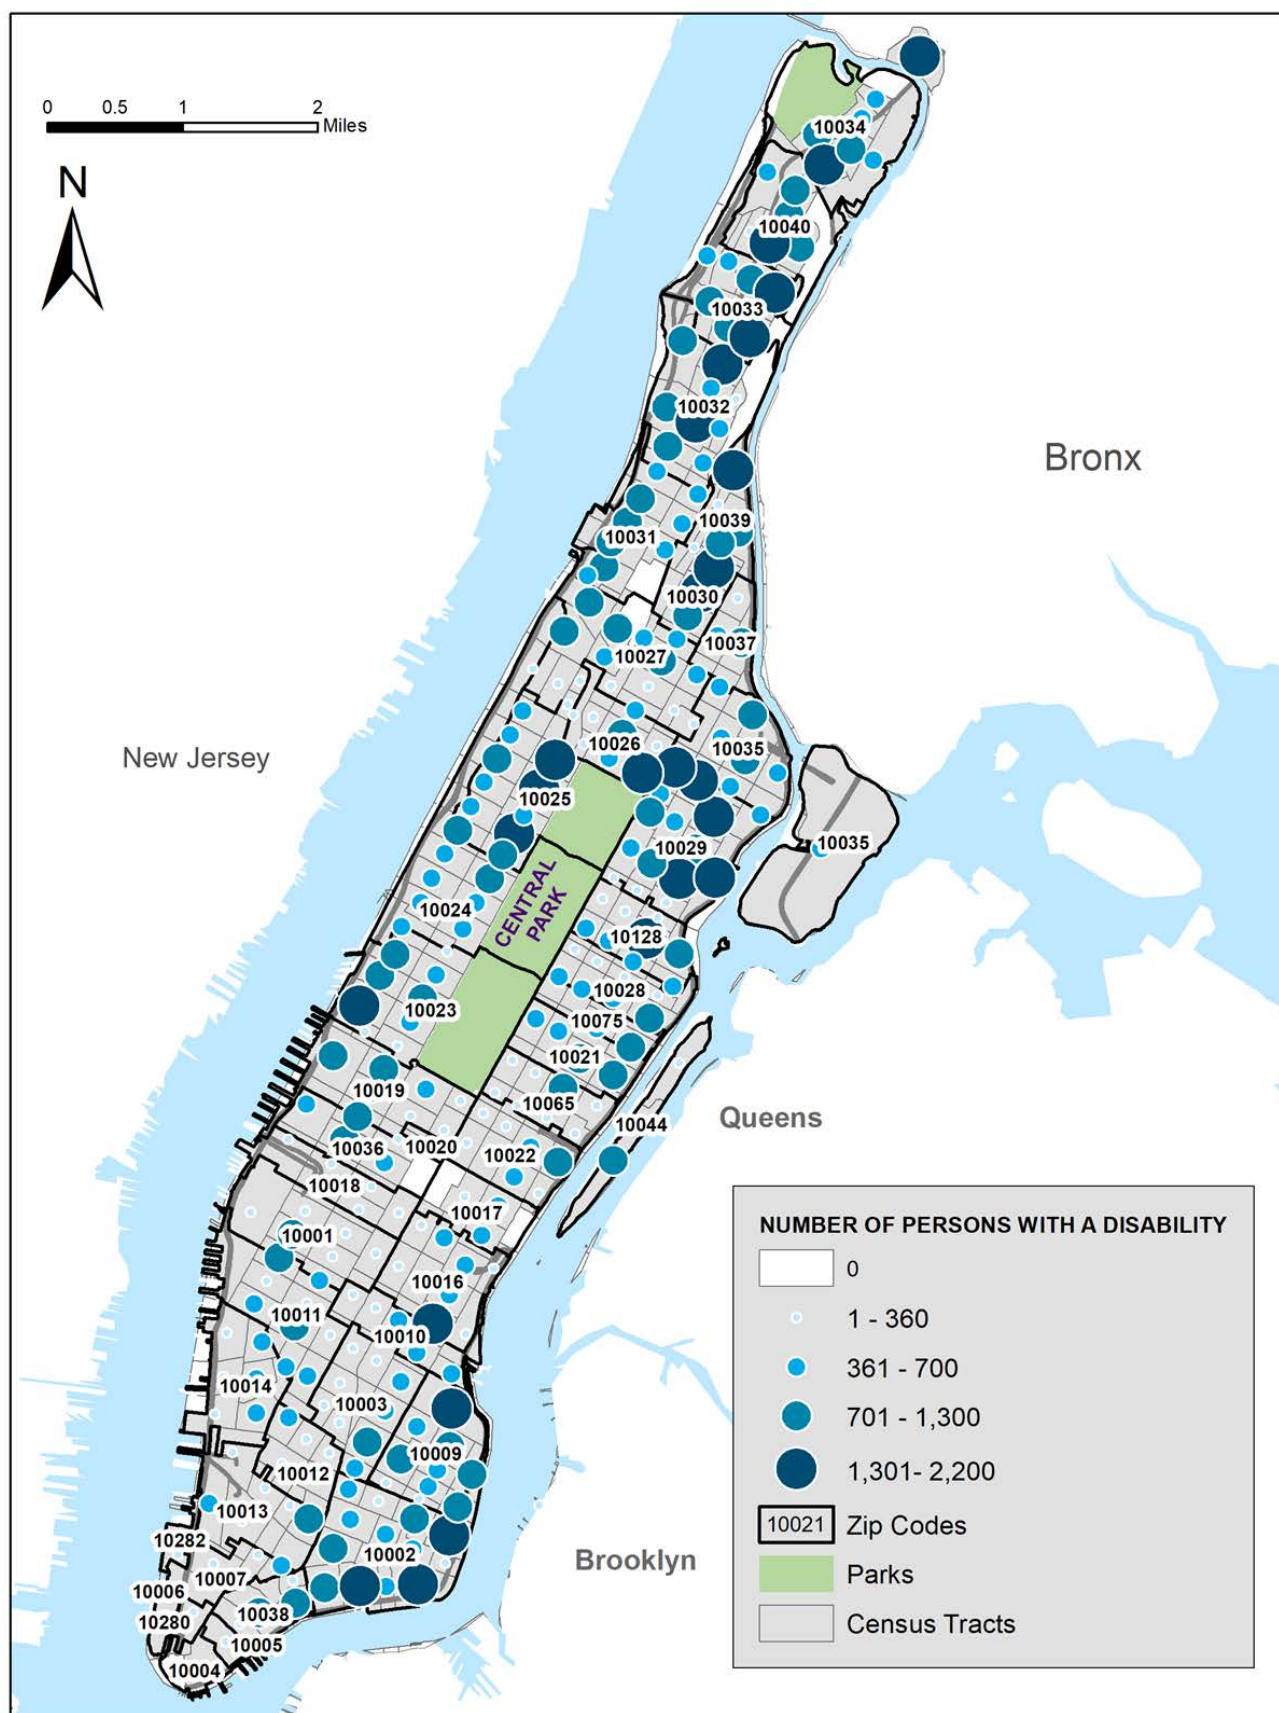 0 0.5 1 2
Miles
N
10034
10040
10033
Bronx
10032
10039
10031
10030
10037
10027
New Jersey
10026
10035
10025
10029
10035
CENTRAL
PARK
10024
10128
10028
10023
10075
10021
10019
10065
10044
Queens
10036
10020
10022
10018
10017
10001
10016
10011
10010
10014
10003
10009
10012
10013
10282
10002
10007
10006
10038
10280
10005
10004
Brooklyn
NUMBER OF PERSONS WITH A DISABILITY
0
1 - 360
361 - 700
701 - 1,300
1,301- 2,200
10021 Zip Codes
Parks
Census Tracts